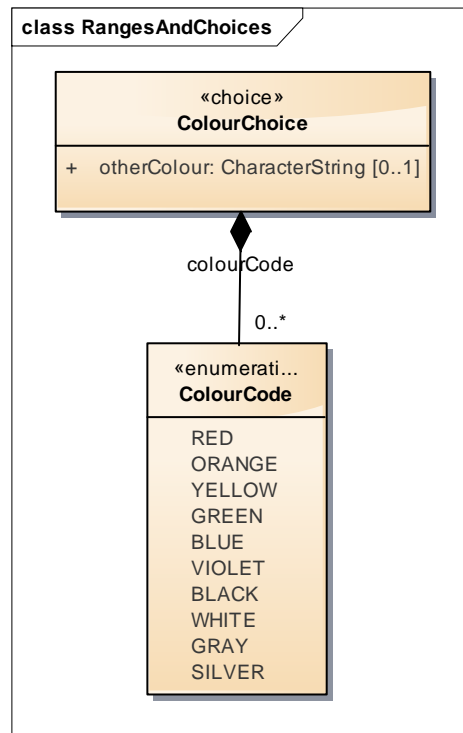 class RangesAndChoices
«choice»
ColourChoice
+ otherColour: CharacterString [0..1]
colourCode
0..*
«enumerati...
ColourCode
RED
ORANGE
YELLOW
GREEN
BLUE
VIOLET
BLACK
WHITE
GRAY
SILVER